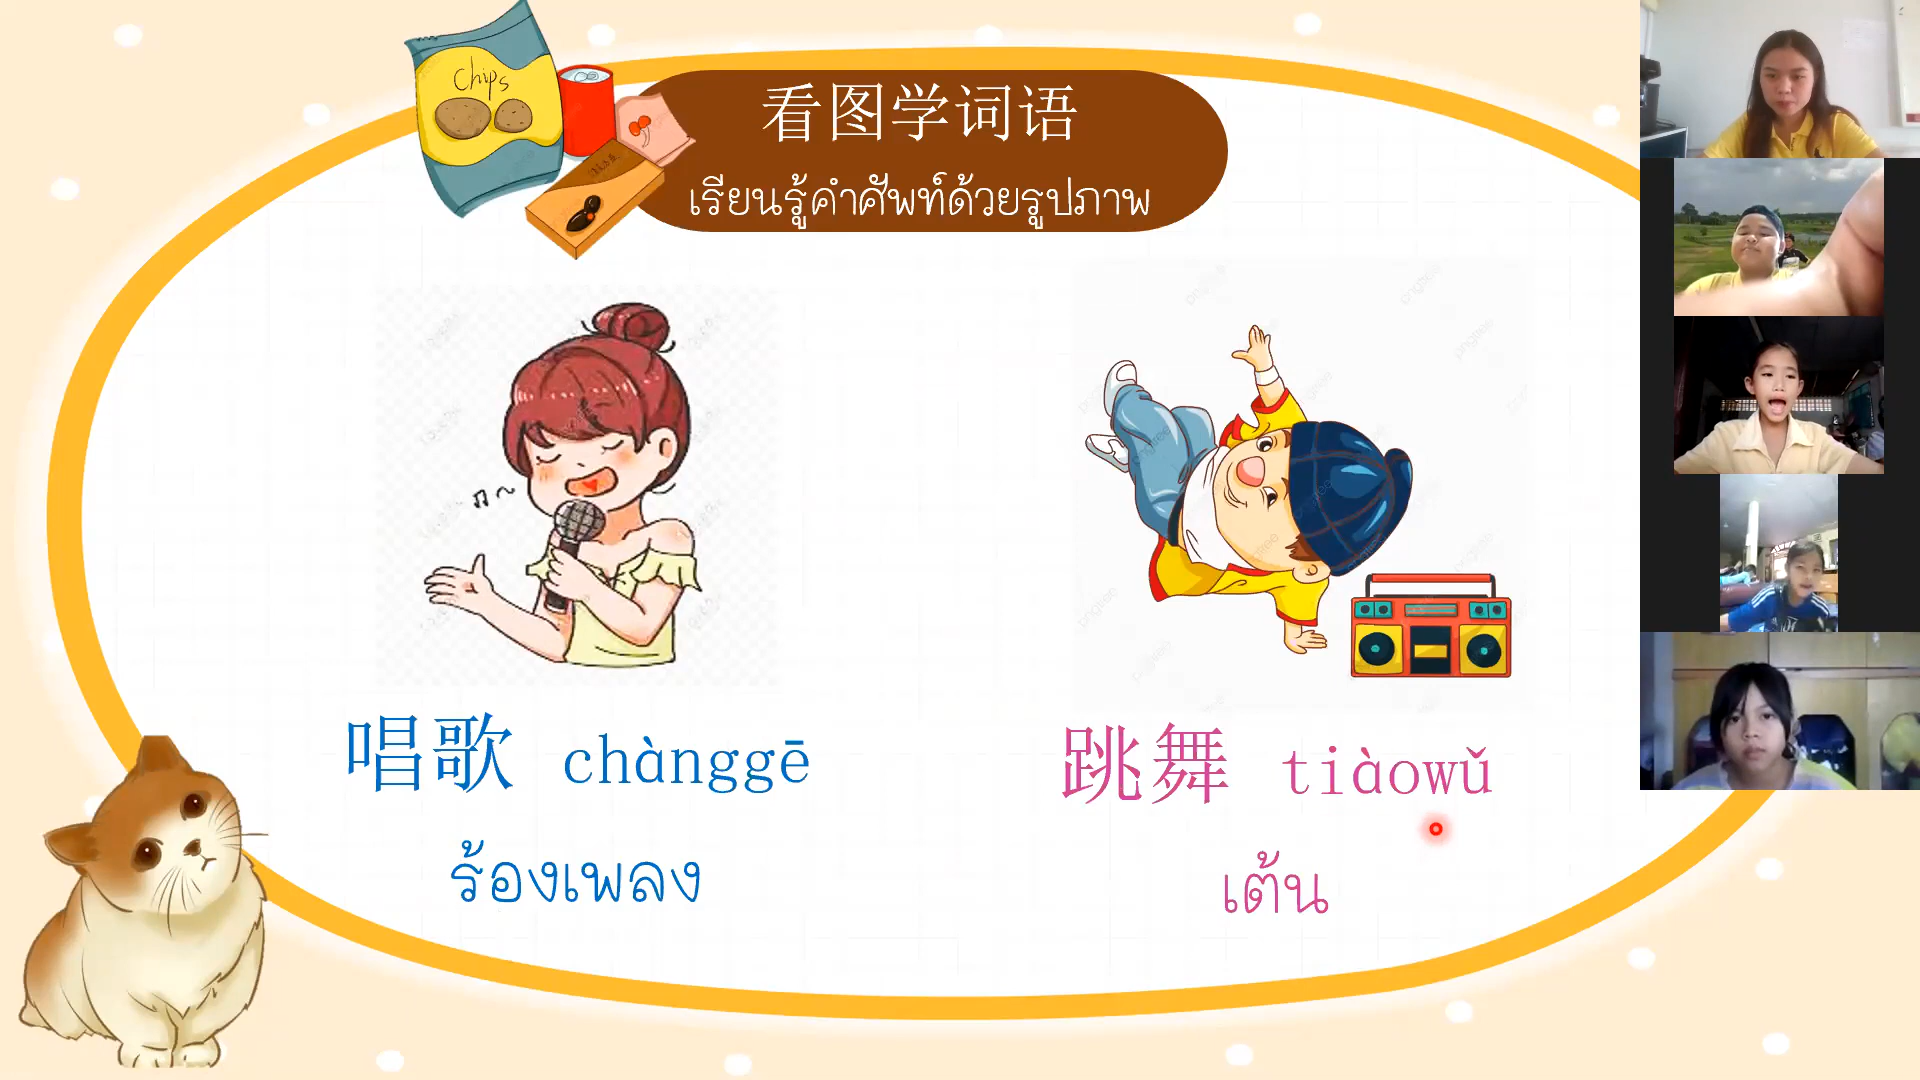 chips
看图学词语
เรียนรู้คำศัพท์ด้วยรูปภาพ
唱歌 chànggē
ร้องเพลง
跳舞 tiàowǔ
เต้น